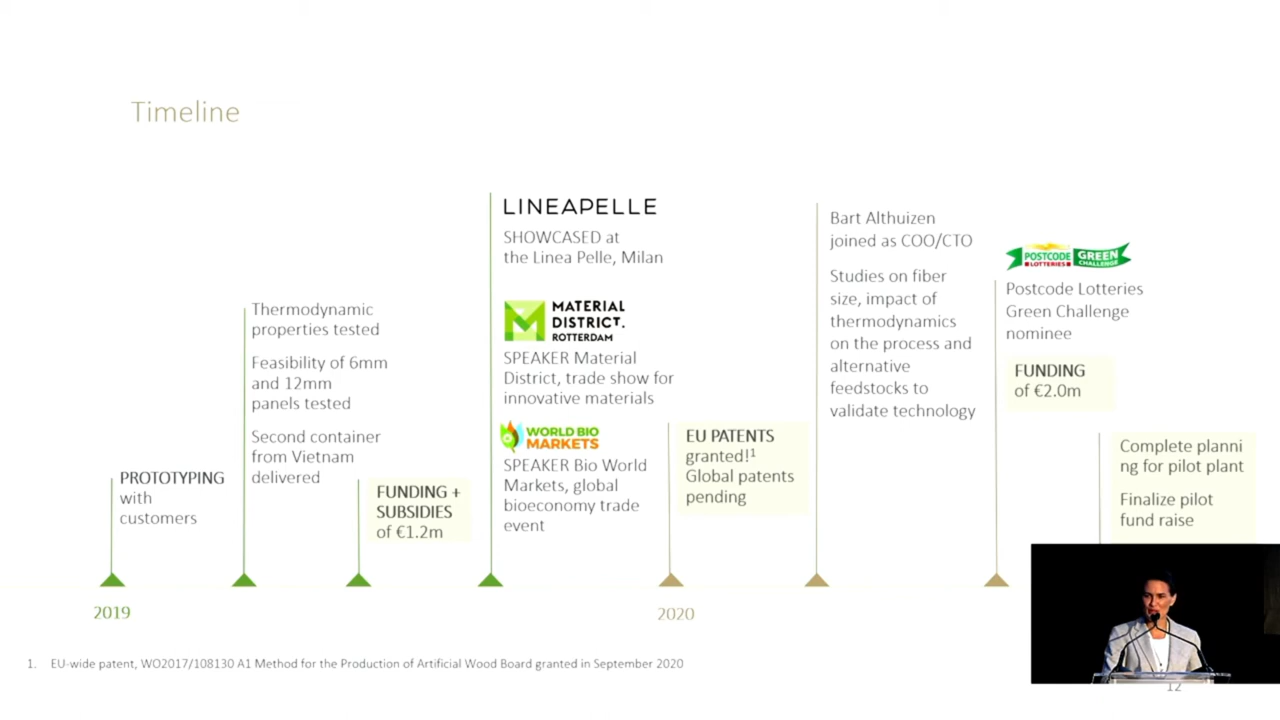 Timeline
PROTOTYPING
with
customers
Thermodynamic
properties tested
Feasibility of 6mm
and 12mm
panels tested
Second container
from Vietnam
delivered
FUNDING +
SUBSIDIES
of €1.2m
LINEAPELLE
SHOWCASED at
the Linea Pelle, Milan
MATERIAL
DISTRICT.
ROTTERDAM
SPEAKER Material
District, trade show for
innovative materials
WORLD BIO
MARKETS
SPEAKER Bio World
Markets, global
bioeconomy trade
event
EU PATENTS
granted!¹
Global patents
pending
Bart Althuizen
joined as COO/CTO
Studies on fiber
size, impact of
thermodynamics
on the process and
alternative
feedstocks to
validate technology
POSTCODE GREEN
LOTTERIES CHALLENGE
Postcode Lotteries
Green Challenge
nominee
FUNDING
of €2.0m
Complete planni
ng for pilot plant
Finalize pilot
fund raise
2019
2020
1. EU-wide patent, WO2017/108130 A1 Method for the Production of Artificial Wood Board granted in September 2020
12